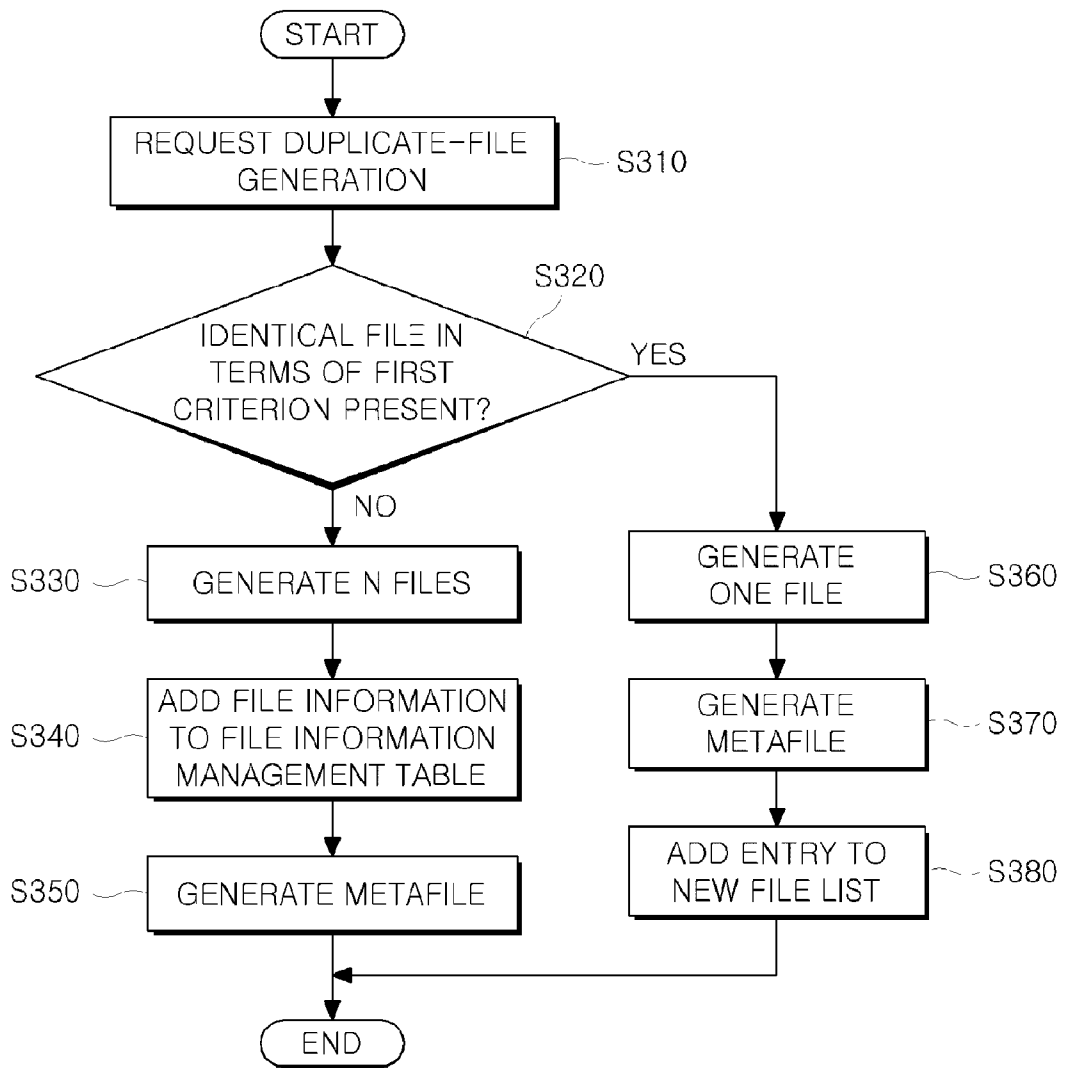 START
REQUEST DUPLICATE-FILE
GENERATION
S310
S320
IDENTICAL FILE IN
TERMS OF FIRST
CRITERION PRESENT?
YES
NO
S330
GENERATE N FILES
GENERATE
ONE FILE
S360
S340
ADD FILE INFORMATION
TO FILE INFORMATION
MANAGEMENT TABLE
GENERATE
METAFILE
S370
S350
GENERATE METAFILE
ADD ENTRY TO
NEW FILE LIST
S380
END